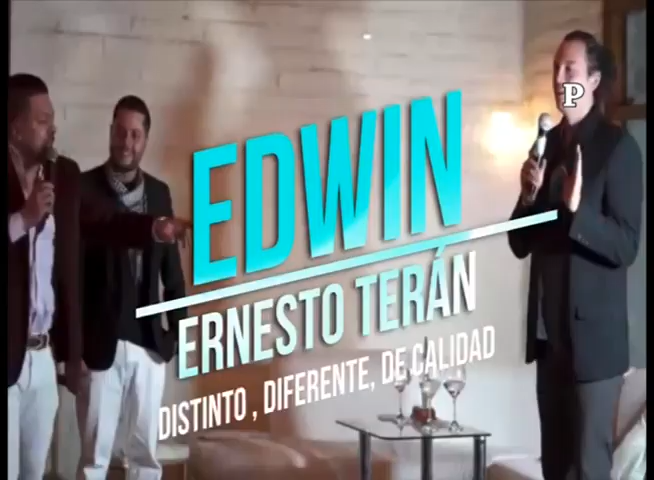 P
EDWIN
ERNESTO TERÁN
DISTINTO , DIFERENTE, DE CALIDAD